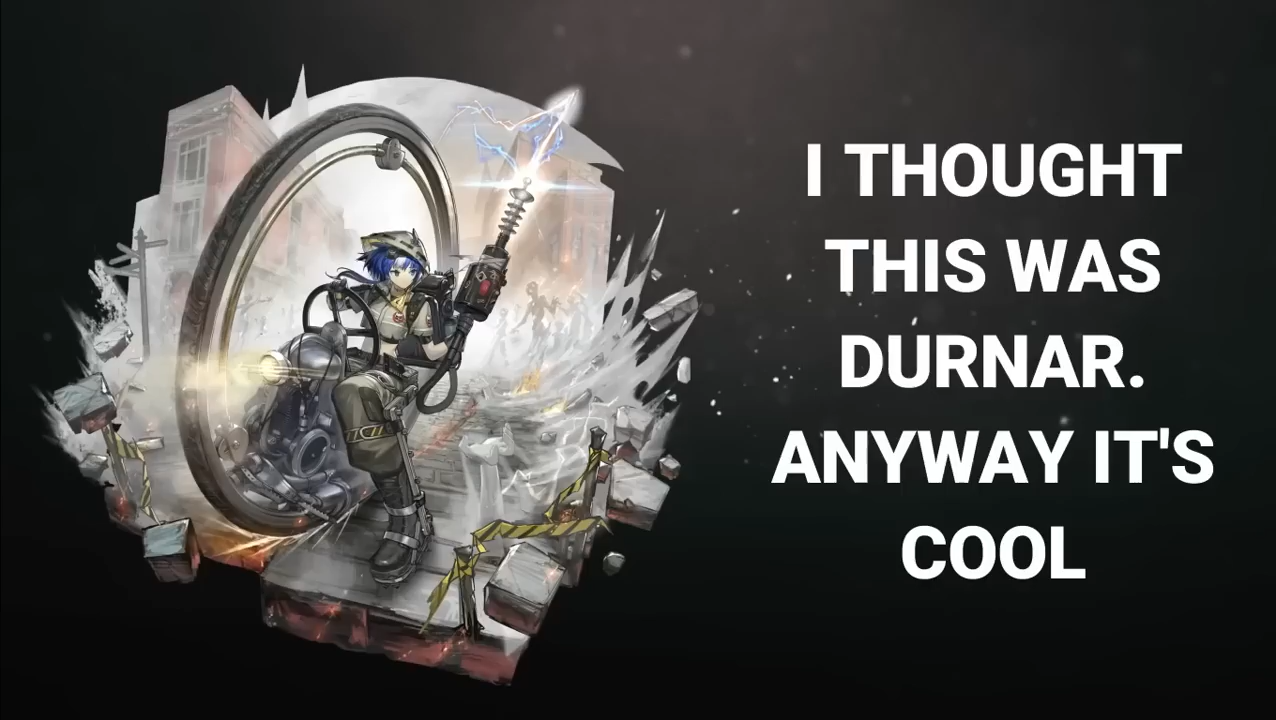 I THOUGHT
THIS WAS
DURNAR.
ANYWAY IT'S
COOL